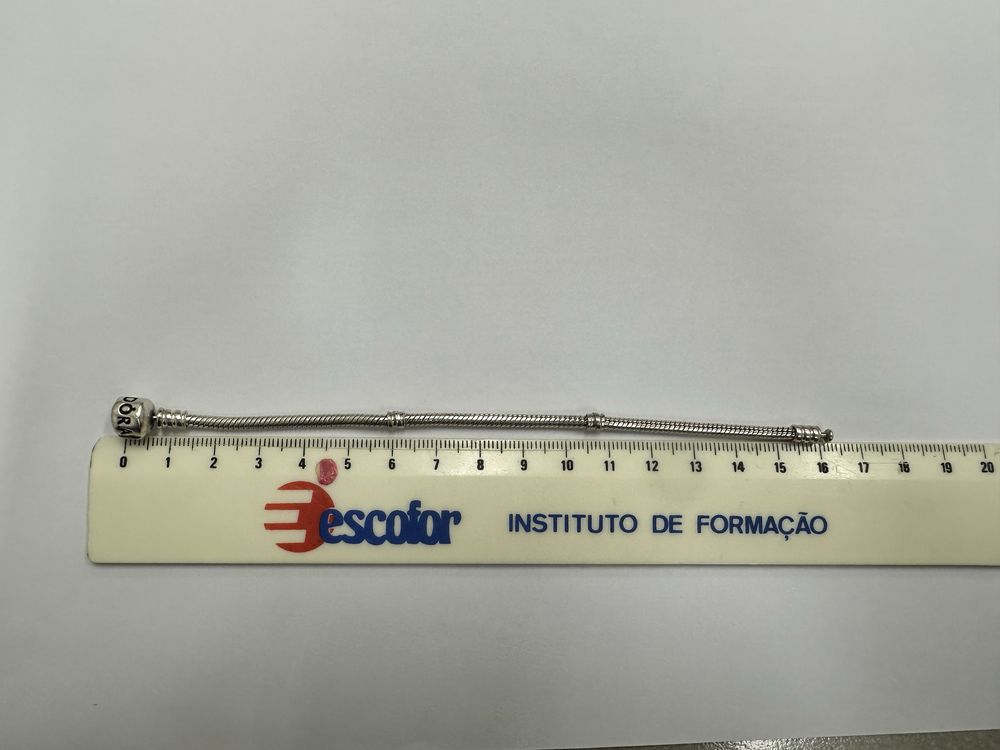 DORA
0 1 2 3 4 5 6 7 8 9 10 11 12 13 14 15 16 17 18 19 20
escofor INSTITUTO DE FORMAÇÃO